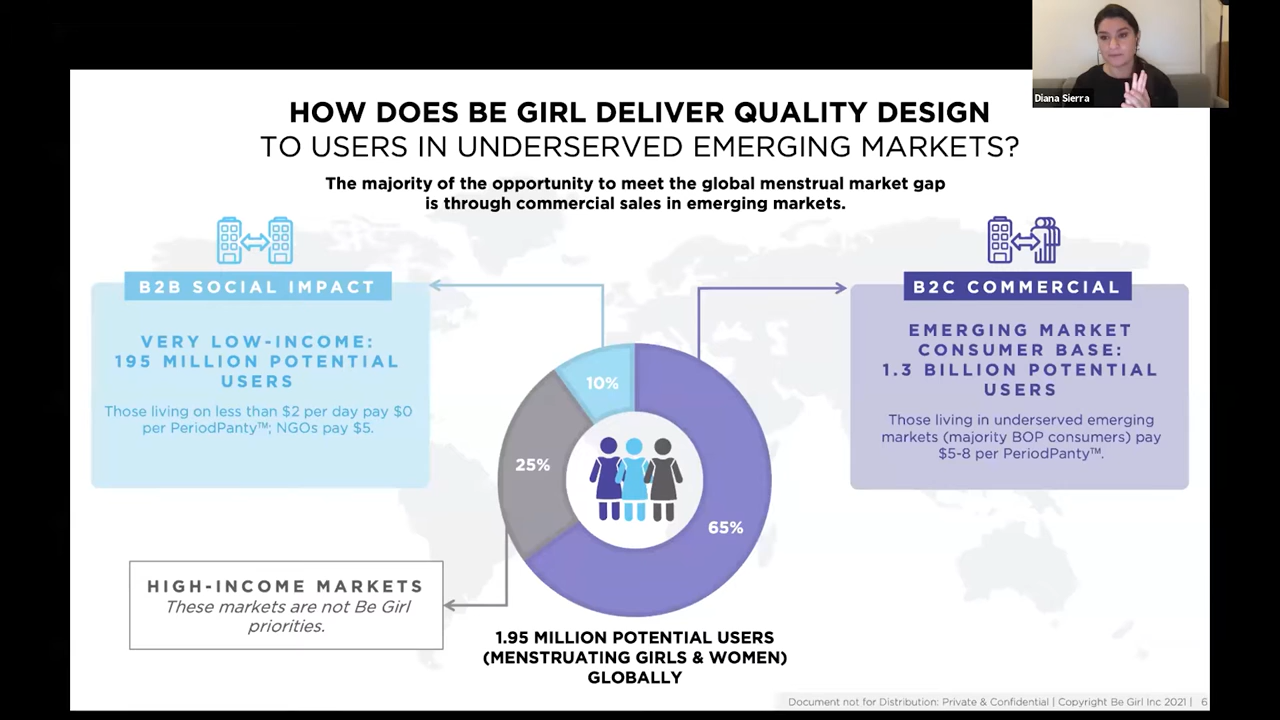 Diana Sierra
HOW DOES BE GIRL DELIVER QUALITY DESIGN
TO USERS IN UNDERSERVED EMERGING MARKETS?
The majority of the opportunity to meet the global menstrual market gap
is through commercial sales in emerging markets.
B2B SOCIAL IMPACT
VERY LOW-INCOME:
195 MILLION POTENTIAL
USERS
Those living on less than $2 per day pay $0
per PeriodPanty™; NGOs pay $5.
B2C COMMERCIAL
EMERGING MARKET
CONSUMER BASE:
1.3 BILLION POTENTIAL
USERS
Those living in underserved emerging
markets (majority BOP consumers) pay
$5-8 per PeriodPanty™.
10%
25%
65%
HIGH-INCOME MARKETS
These markets are not Be Girl
priorities.
1.95 MILLION POTENTIAL USERS
(MENSTRUATING GIRLS & WOMEN)
GLOBALLY
Document not for Distribution: Private & Confidential | Copyright Be Girl Inc 2021 | 6